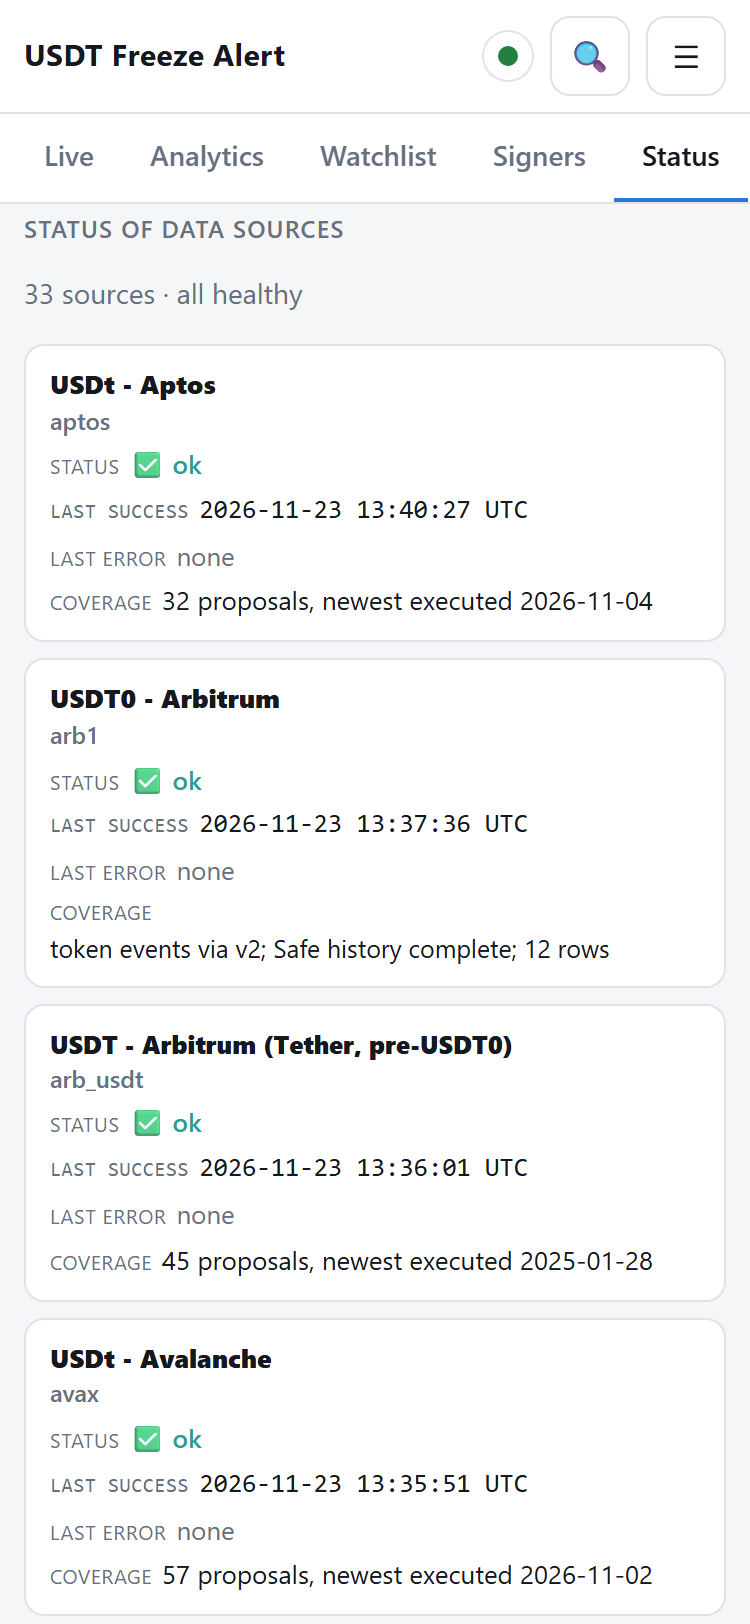 USDT Freeze Alert
Live Analytics Watchlist Signers Status
STATUS OF DATA SOURCES
33 sources · all healthy
USDt - Aptos
aptos
STATUS ✅ ok
LAST SUCCESS 2026-11-23 13:40:27 UTC
LAST ERROR none
COVERAGE 32 proposals, newest executed 2026-11-04
USDT0 - Arbitrum
arb1
STATUS ✅ ok
LAST SUCCESS 2026-11-23 13:37:36 UTC
LAST ERROR none
COVERAGE
token events via v2; Safe history complete; 12 rows
USDT - Arbitrum (Tether, pre-USDT0)
arb_usdt
STATUS ✅ ok
LAST SUCCESS 2026-11-23 13:36:01 UTC
LAST ERROR none
COVERAGE 45 proposals, newest executed 2025-01-28
USDt - Avalanche
avax
STATUS ✅ ok
LAST SUCCESS 2026-11-23 13:35:51 UTC
LAST ERROR none
COVERAGE 57 proposals, newest executed 2026-11-02